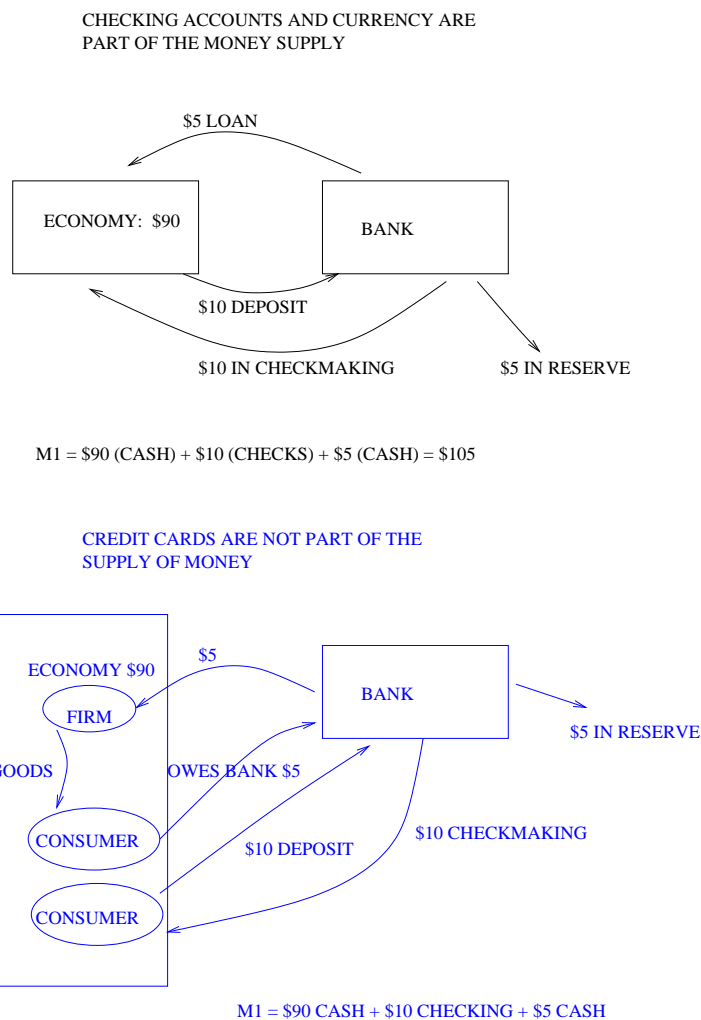 CHECKING ACCOUNTS AND CURRENCY ARE
PART OF THE MONEY SUPPLY
$5 LOAN
ECONOMY: $90
BANK
$10 DEPOSIT
$10 IN CHECKMAKING
$5 IN RESERVE
M1 = $90 (CASH) + $10 (CHECKS) + $5 (CASH) = $105
CREDIT CARDS ARE NOT PART OF THE
SUPPLY OF MONEY
$5
ECONOMY $90
BANK
FIRM
$5 IN RESERVE
GOODS
OWES BANK $5
CONSUMER
$10 DEPOSIT
$10 CHECKMAKING
CONSUMER
M1 = $90 CASH + $10 CHECKING + $5 CASH